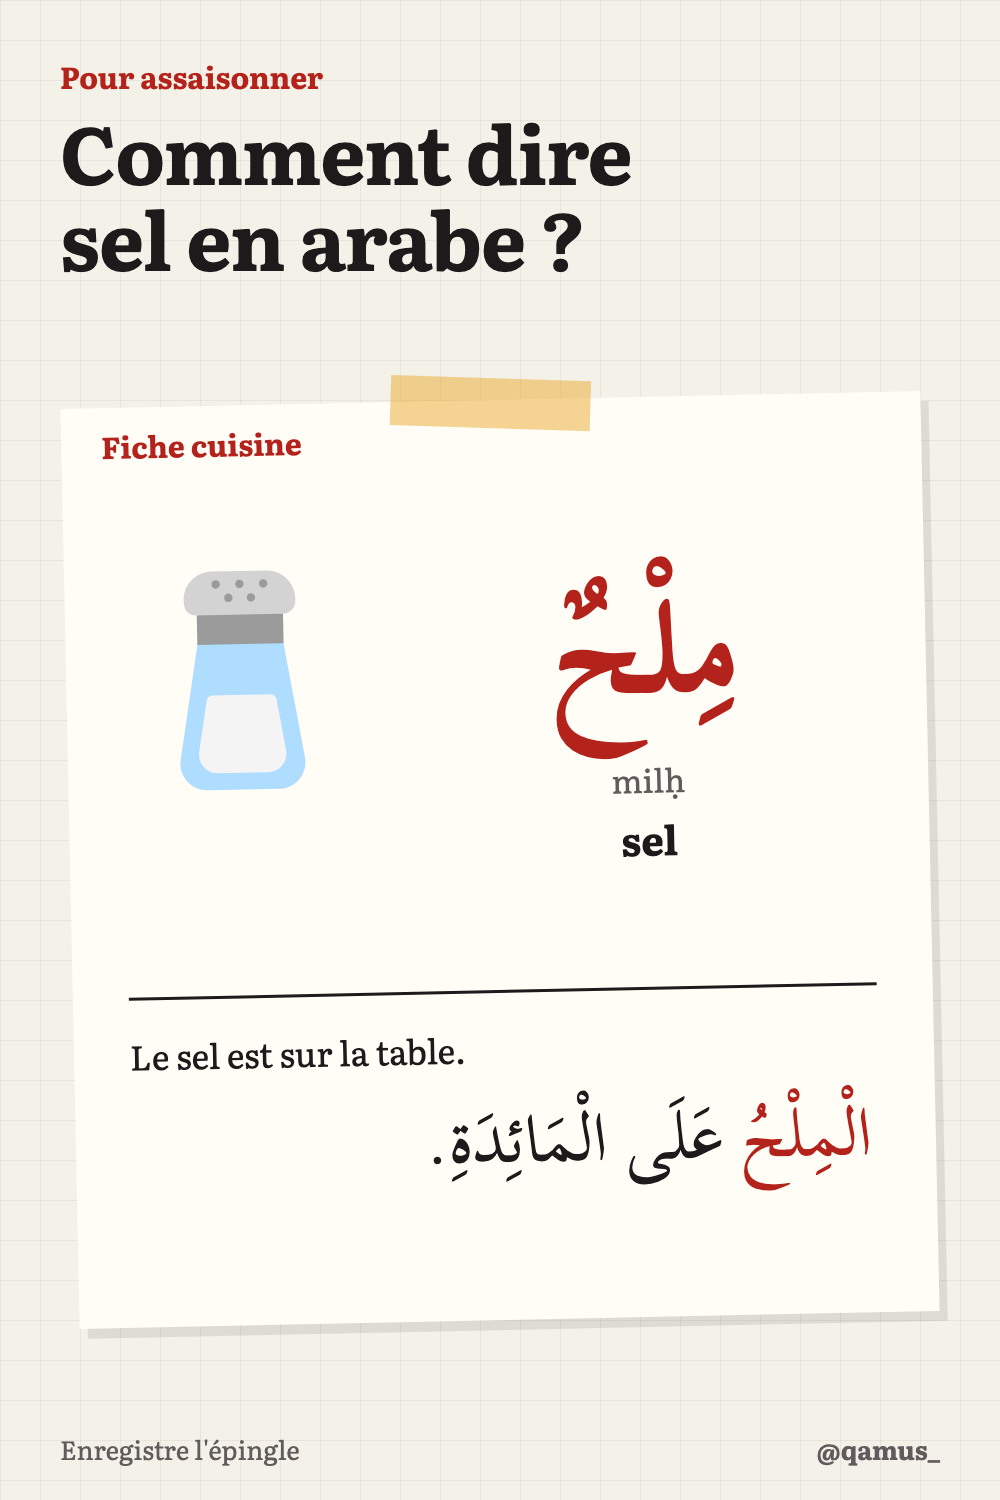 Pour assaisonner
Comment dire
sel en arabe ?
Fiche cuisine
مِلْحٌ
milḥ
sel
Le sel est sur la table.
الْمِلْحُ عَلَى الْمَائِدَةِ.
Enregistre l'épingle
@qamus_